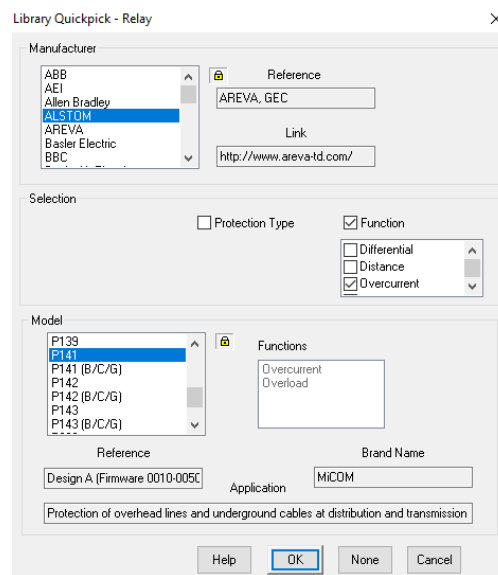 Library Quickpick - Relay
Manufacturer
ABB
AEI
Allen Bradley
ALSTOM
AREVA
Basler Electric
BBC
Reference
AREVA, GEC
Link
http://www.areva-td.com/
Selection
Protection Type
Function
Differential
Distance
Overcurrent
Model
P139
P141
P141 (B/C/G)
P142
P142 (B/C/G)
P143
P143 (B/C/G)
Functions
Overcurrent
Overload
Reference
Brand Name
Design A (Firmware 0010-0050
Application
MiCOM
Protection of overhead lines and underground cables at distribution and transmission
Help
OK
None
Cancel